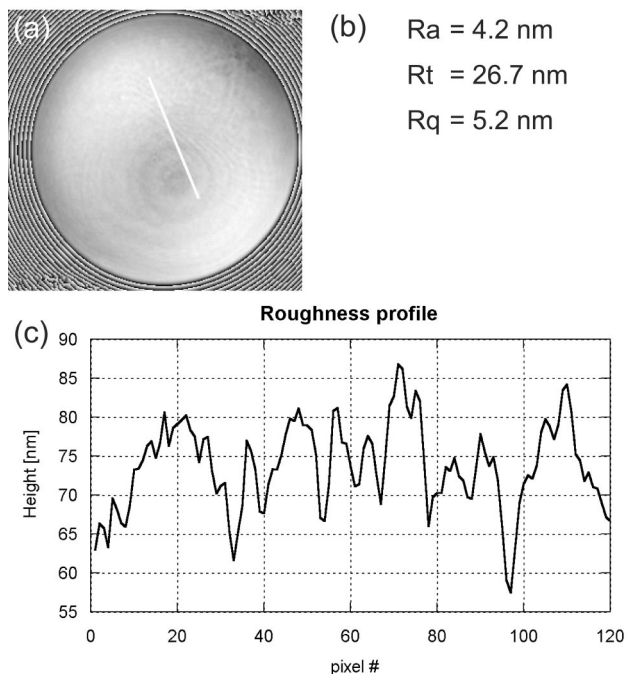 (a)
(b)
Ra = 4.2 nm
Rt = 26.7 nm
Rq = 5.2 nm
(c)
Roughness profile
Height [nm]
90
85
80
75
70
65
60
55
0 20 40 60 80 100 120
pixel #